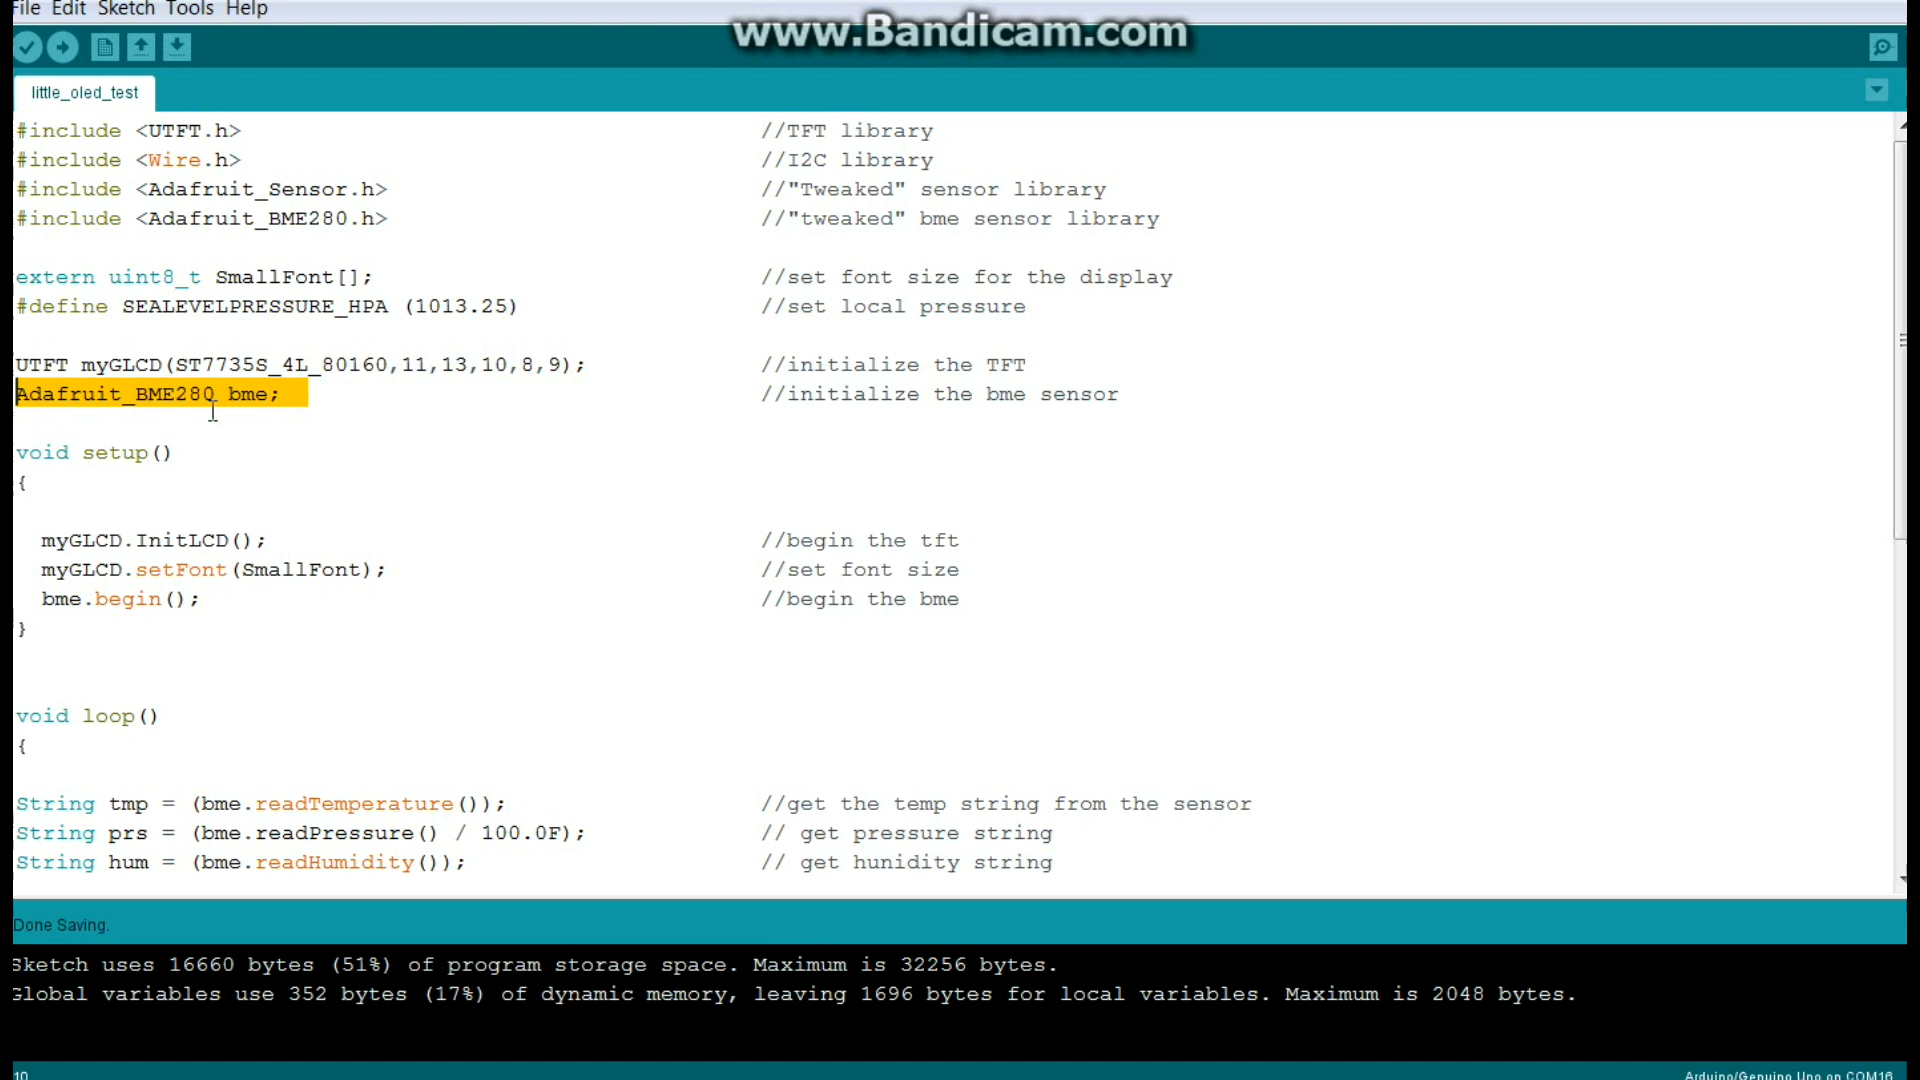 File Edit Sketch Tools Help
www.Bandicam.com
little_oled_test
#include <UTFT.h> //TFT library
#include <Wire.h> //I2C library
#include <Adafruit_Sensor.h> //"Tweaked" sensor library
#include <Adafruit_BME280.h> //"tweaked" bme sensor library
extern uint8_t SmallFont[]; //set font size for the display
#define SEALEVELPRESSURE_HPA (1013.25) //set local pressure
UTFT myGLCD(ST7735S_4L_80160,11,13,10,8,9); //initialize the TFT
Adafruit_BME280 bme; //initialize the bme sensor
void setup()
{
myGLCD.InitLCD(); //begin the tft
myGLCD.setFont(SmallFont); //set font size
bme.begin(); //begin the bme
}
void loop()
{
String tmp = (bme.readTemperature()); //get the temp string from the sensor
String prs = (bme.readPressure() / 100.0F); // get pressure string
String hum = (bme.readHumidity()); // get hunidity string
Done Saving.
Sketch uses 16660 bytes (51%) of program storage space. Maximum is 32256 bytes.
Global variables use 352 bytes (17%) of dynamic memory, leaving 1696 bytes for local variables. Maximum is 2048 bytes.
10 Arduino/Genuino Uno on COM16